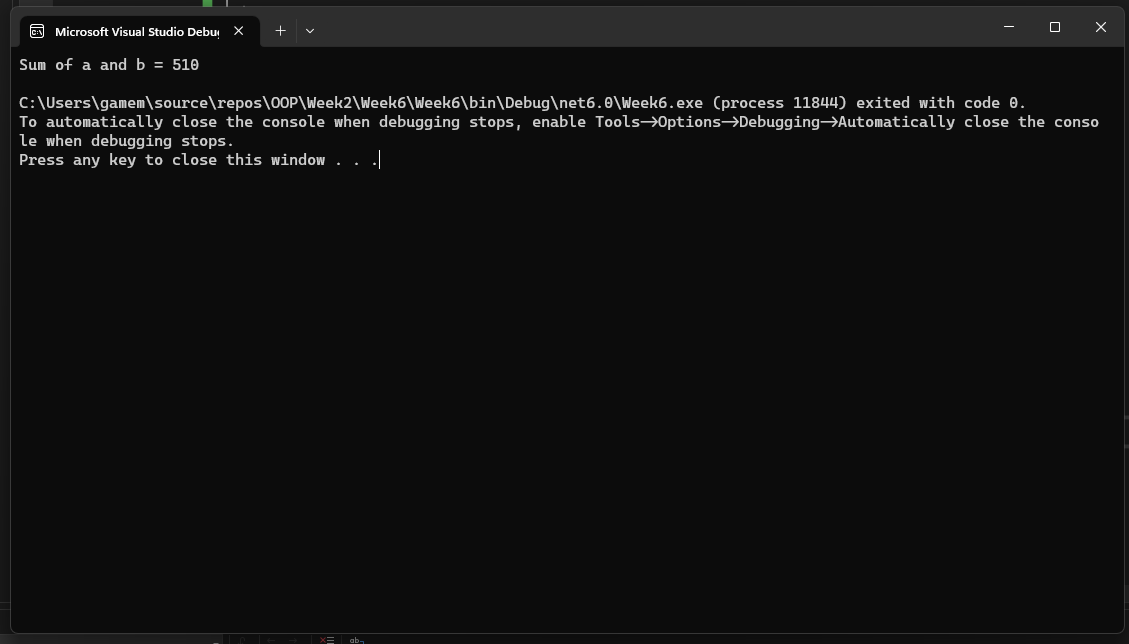 Microsoft Visual Studio Debu
Sum of a and b = 510
C:\Users\gamem\source\repos\OOP\Week2\Week6\Week6\bin\Debug\net6.0\Week6.exe (process 11844) exited with code 0.
To automatically close the console when debugging stops, enable Tools->Options->Debugging->Automatically close the conso
le when debugging stops.
Press any key to close this window . . .